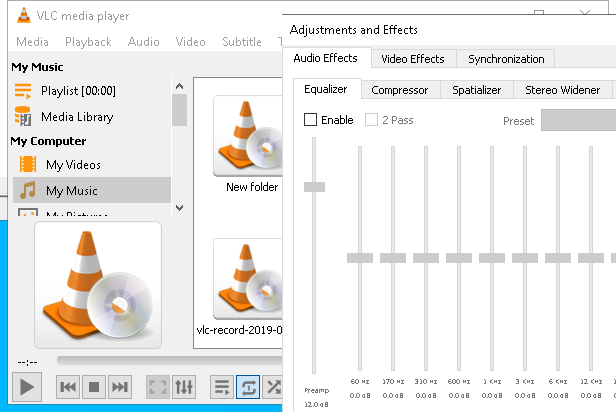 VLC media player
Media Playback Audio Video Subtitle
My Music
Playlist [00:00]
Media Library
My Computer
My Videos
My Music
My Pictures
New folder
vlc-record-2019-0
--:--
Adjustments and Effects
Audio Effects Video Effects Synchronization
Equalizer Compressor Spatializer Stereo Widener
Enable 2 Pass Preset
60 Hz 170 Hz 310 Hz 600 Hz 1 KHz 3 KHz 6 KHz 12 KHz
Preamp 0.0 dB 0.0 dB 0.0 dB 0.0 dB 0.0 dB 0.0 dB 0.0 dB 0.0 dB
12.0 dB